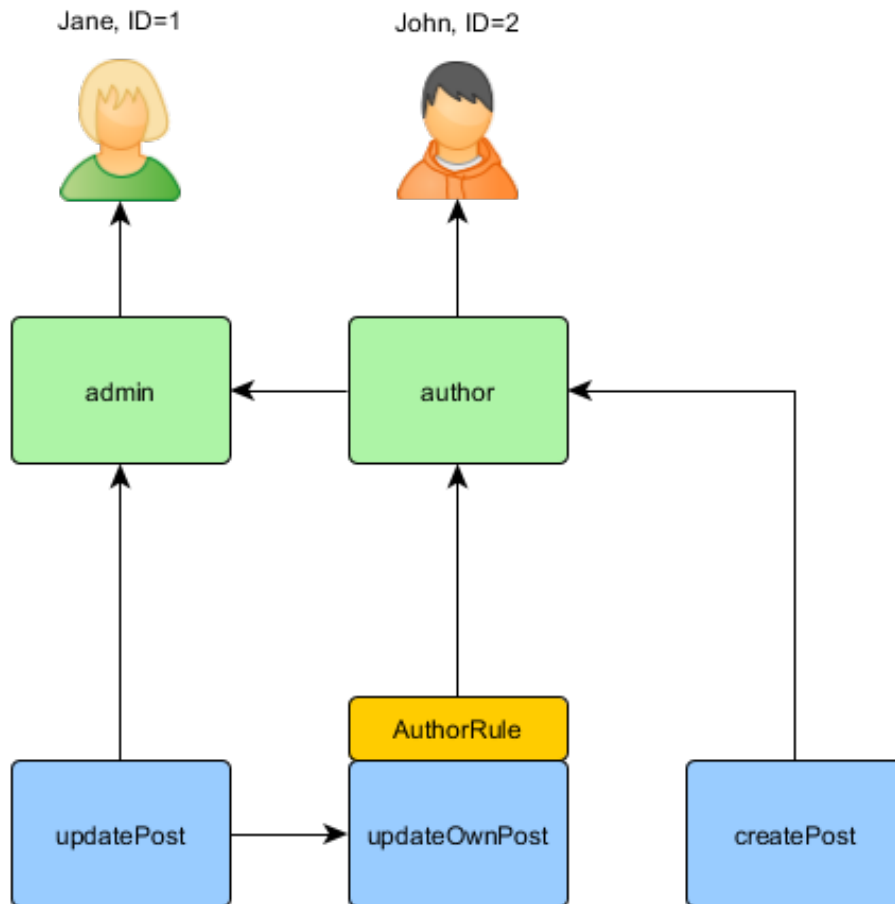 Jane, ID=1
John, ID=2
admin
author
AuthorRule
updatePost
updateOwnPost
createPost